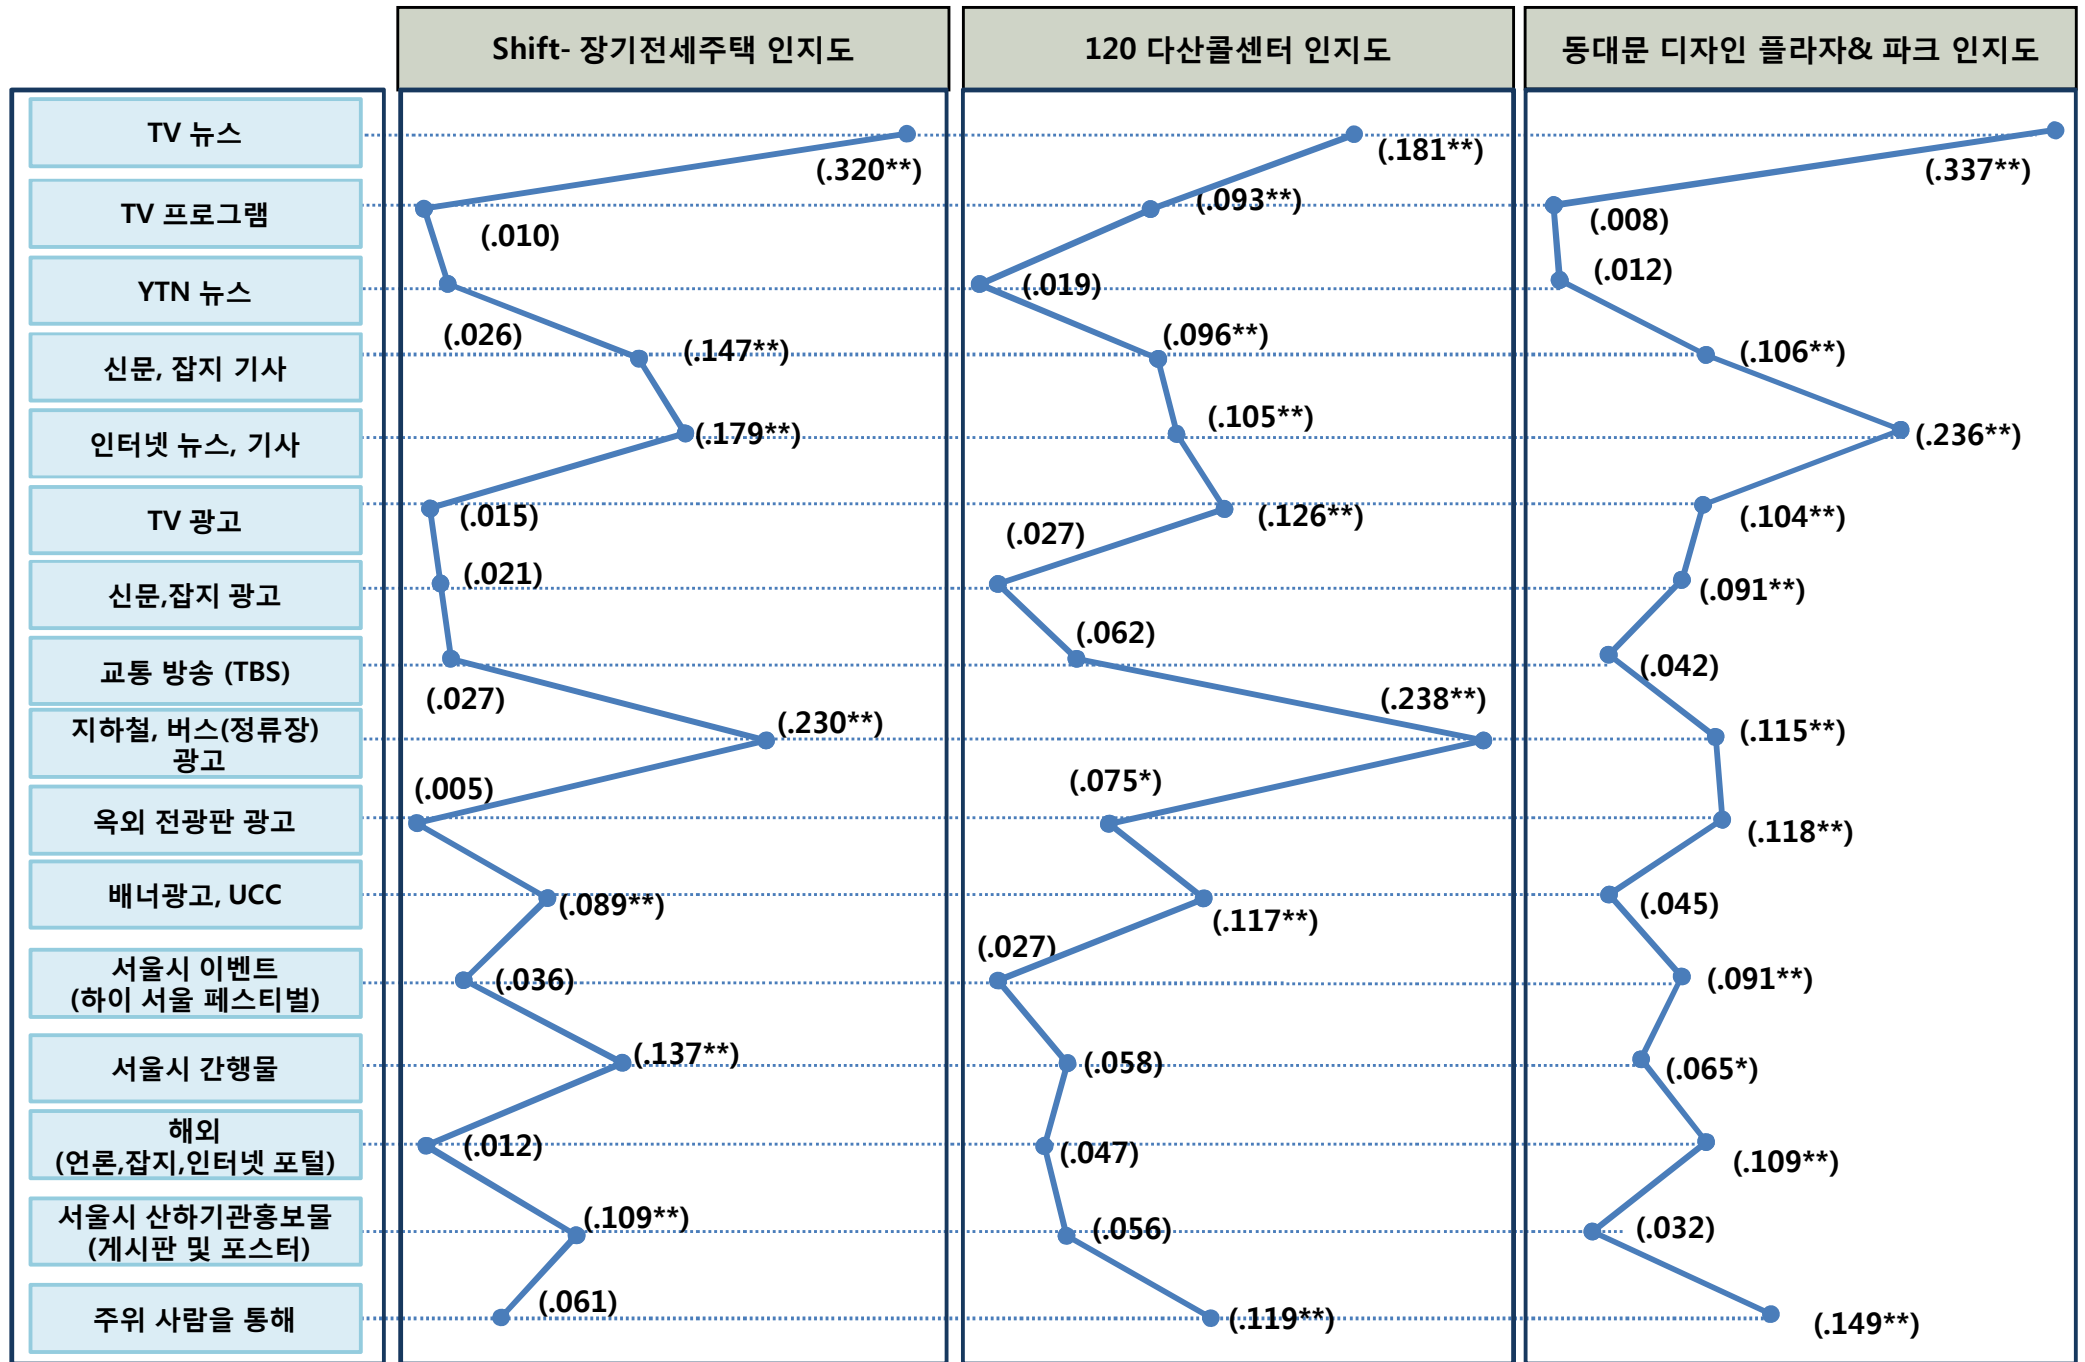 Shift- 장기전세주택 인지도
120 다산콜센터 인지도
동대문 디자인 플라자& 파크 인지도
TV 뉴스
(.320**)
(.181**)
(.337**)
TV 프로그램
(.010)
(.093**)
(.008)
YTN 뉴스
(.026)
(.019)
(.012)
신문, 잡지 기사
(.147**)
(.096**)
(.106**)
인터넷 뉴스, 기사
(.179**)
(.105**)
(.236**)
TV 광고
(.015)
(.126**)
(.104**)
신문,잡지 광고
(.021)
(.027)
(.091**)
교통 방송 (TBS)
(.027)
(.062)
(.042)
지하철, 버스(정류장)
광고
(.230**)
(.238**)
(.115**)
옥외 전광판 광고
(.005)
(.075*)
(.118**)
배너광고, UCC
(.089**)
(.117**)
(.045)
서울시 이벤트
(하이 서울 페스티벌)
(.036)
(.027)
(.091**)
서울시 간행물
(.137**)
(.058)
(.065*)
해외
(언론,잡지,인터넷 포털)
(.012)
(.047)
(.109**)
서울시 산하기관홍보물
(게시판 및 포스터)
(.109**)
(.056)
(.032)
주위 사람을 통해
(.061)
(.119**)
(.149**)